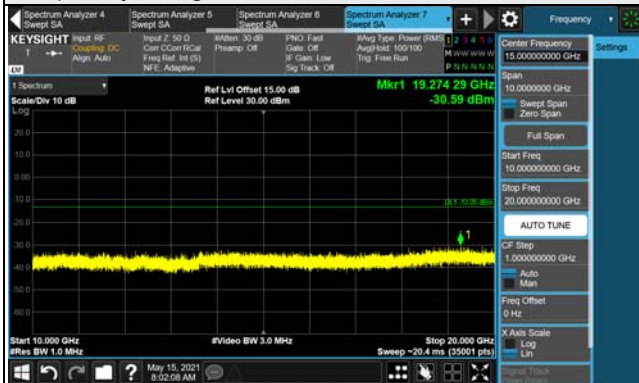 Spectrum Analyzer 4
Swept SA
Spectrum Analyzer 5
Swept SA
Spectrum Analyzer 6
Swept SA
Spectrum Analyzer 7
Swept SA
Frequency
KEYSIGHT
Input: RF
Coupling: DC
Align: Auto
Input Z: 50 Ω
Corr CCorr RCal
Freq Ref: Int (S)
NFE: Adaptive
#Atten: 30 dB
Preamp: Off
PNO: Fast
Gate: Off
IF Gain: Low
Sig Track: Off
#Avg Type: Power (RMS
Avg|Hold: 100/100
Trig: Free Run
1 2 3 4 5 6
M W W W W W
P N N N N N
LXI
1 Spectrum
Scale/Div 10 dB
Log
Ref Lvl Offset 15.00 dB
Ref Level 30.00 dBm
Mkr1 19.274 29 GHz
-30.59 dBm
20.0
10.0
0.00
-10.0
-20.0
-30.0
-40.0
-50.0
-60.0
1
Start 10.000 GHz
#Res BW 1.0 MHz
#Video BW 3.0 MHz
Stop 20.000 GHz
Sweep ~20.4 ms (35001 pts)
May 15, 2021
8:02:08 AM
Center Frequency
15.000000000 GHz
Settings
Span
10.0000000 GHz
Swept Span
Zero Span
Full Span
Start Freq
10.000000000 GHz
Stop Freq
20.000000000 GHz
AUTO TUNE
CF Step
1.000000000 GHz
Auto
Man
Freq Offset
0 Hz
X Axis Scale
Log
Lin
Signal Track